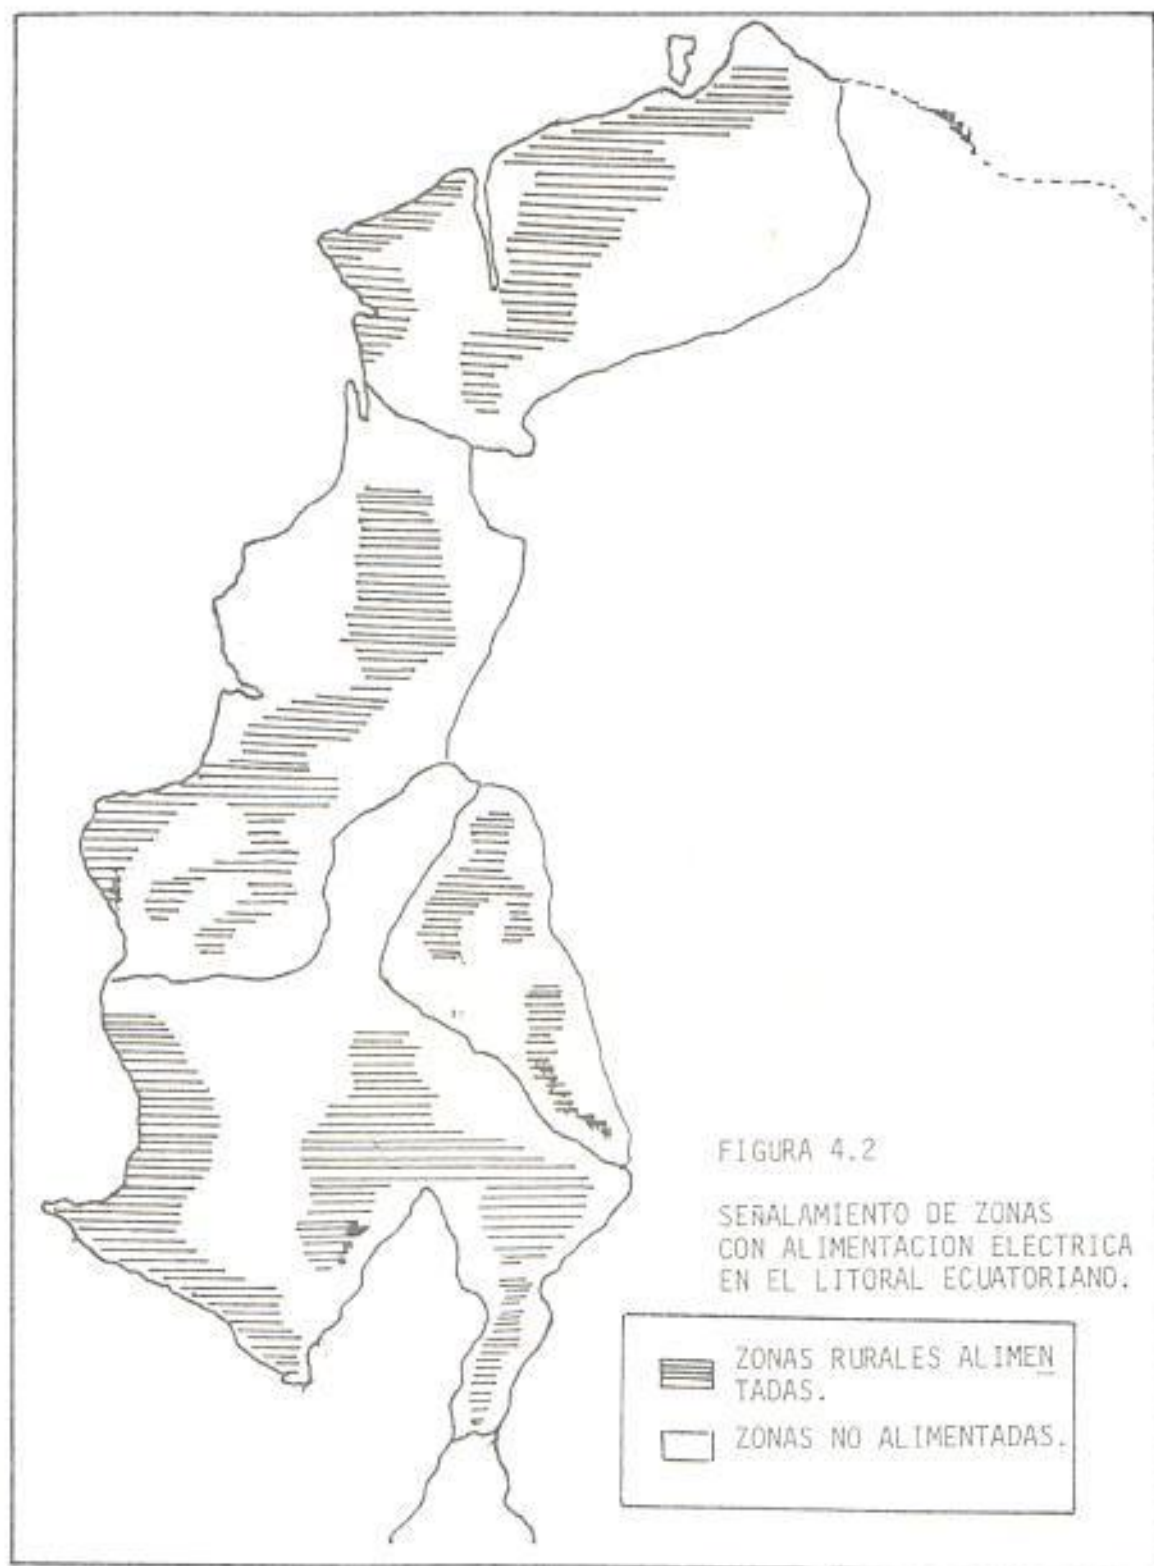 FIGURA 4.2
SEÑALAMIENTO DE ZONAS
CON ALIMENTACION ELECTRICA
EN EL LITORAL ECUATORIANO.
ZONAS RURALES ALIMEN
TADAS.
ZONAS NO ALIMENTADAS.